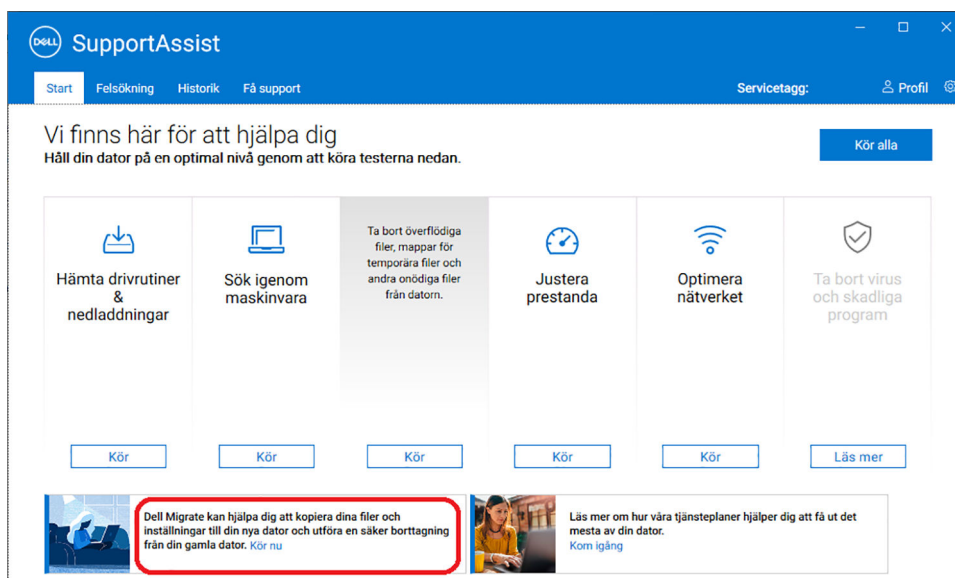 DELL SupportAssist
Start Felsökning Historik Få support Servicetagg: Profil
Vi finns här för att hjälpa dig
Håll din dator på en optimal nivå genom att köra testerna nedan.
Kör alla
Hämta drivrutiner
&
nedladdningar
Kör
Sök igenom
maskinvara
Kör
Ta bort överflödiga
filer, mappar för
temporära filer och
andra onödiga filer
från datorn.
Kör
Justera
prestanda
Kör
Optimera
nätverket
Kör
Ta bort virus
och skadliga
program
Läs mer
Dell Migrate kan hjälpa dig att kopiera dina filer och
inställningar till din nya dator och utföra en säker borttagning
från din gamla dator. Kör nu
Läs mer om hur våra tjänsteplaner hjälper dig att få ut det
mesta av din dator.
Kom igång